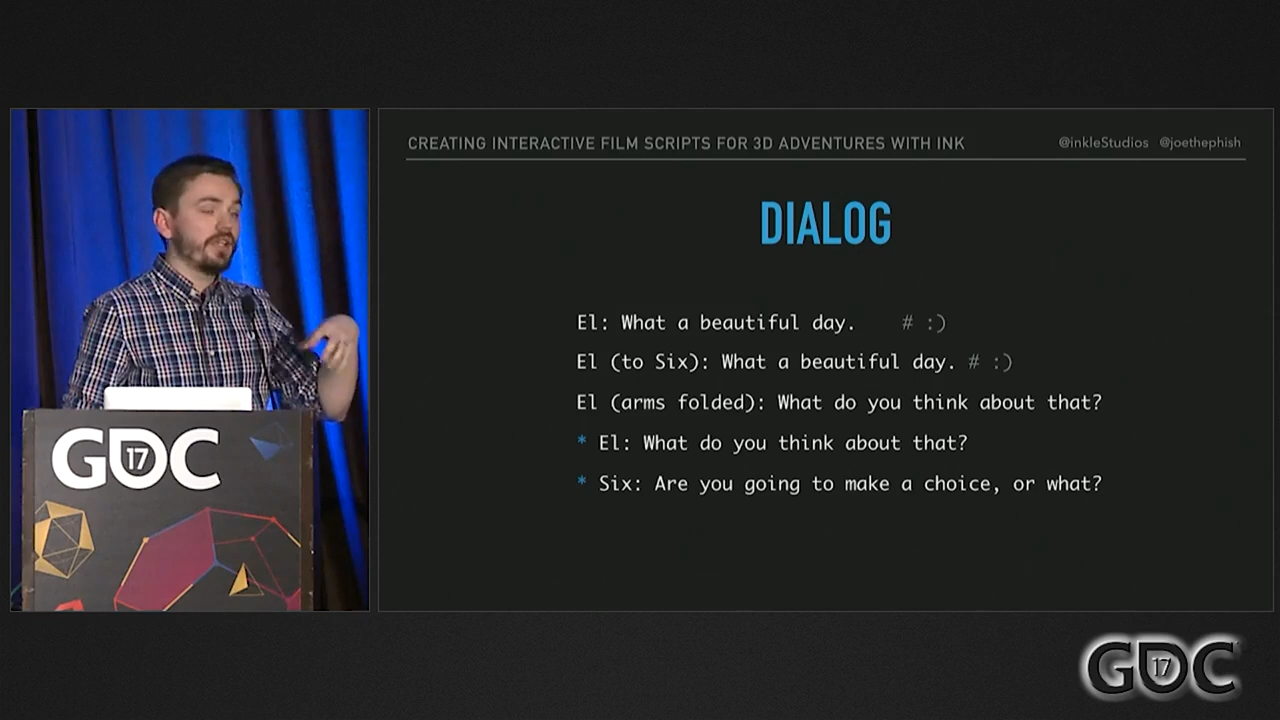 CREATING INTERACTIVE FILM SCRIPTS FOR 3D ADVENTURES WITH INK
@inkleStudios @joethephish
DIALOG
El: What a beautiful day. # :)
El (to Six): What a beautiful day. # :)
El (arms folded): What do you think about that?
* El: What do you think about that?
* Six: Are you going to make a choice, or what?
GDC 17
GDC 17